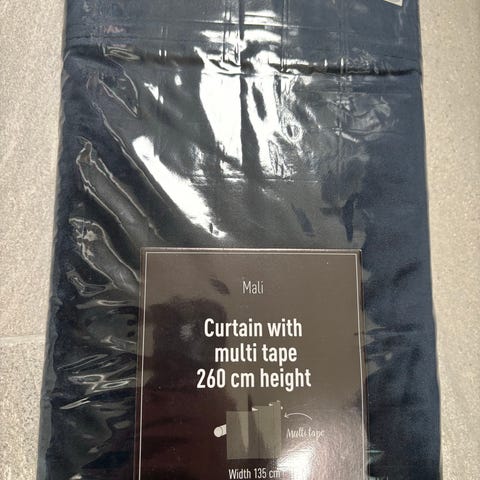 Mali
Curtain with
multi tape
260 cm height
Multi tape
Width 135 cm